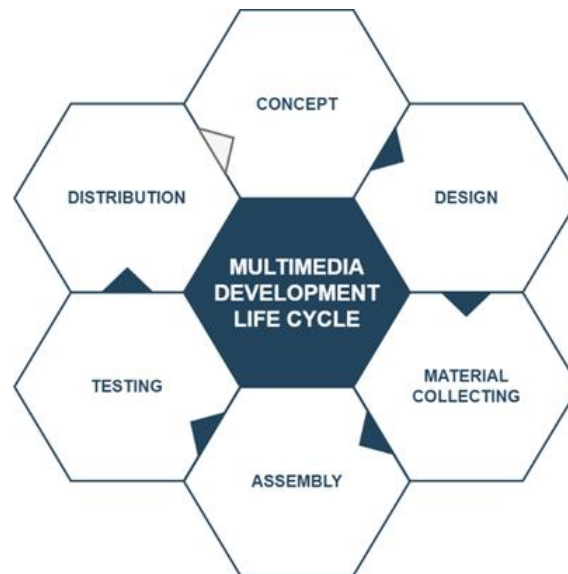 CONCEPT
DISTRIBUTION
DESIGN
MULTIMEDIA
DEVELOPMENT
LIFE CYCLE
TESTING
MATERIAL
COLLECTING
ASSEMBLY